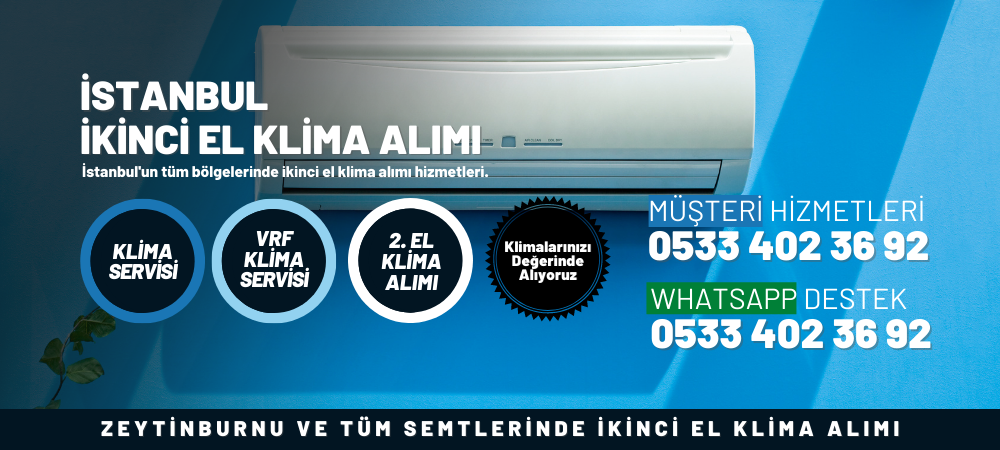 İSTANBUL
İKİNCİ EL KLİMA ALIMI
İstanbul'un tüm bölgelerinde ikinci el klima alımı hizmetleri.
KLİMA
SERVİSİ
VRF
KLİMA
SERVİSİ
2. EL
KLİMA
ALIMI
Klimalarınızı
Değerinde
Alıyoruz
MÜŞTERİ HİZMETLERİ
0533 402 36 92
WHATSAPP DESTEK
0533 402 36 92
ZEYTİNBURNU VE TÜM SEMTLERİNDE İKİNCİ EL KLİMA ALIMI